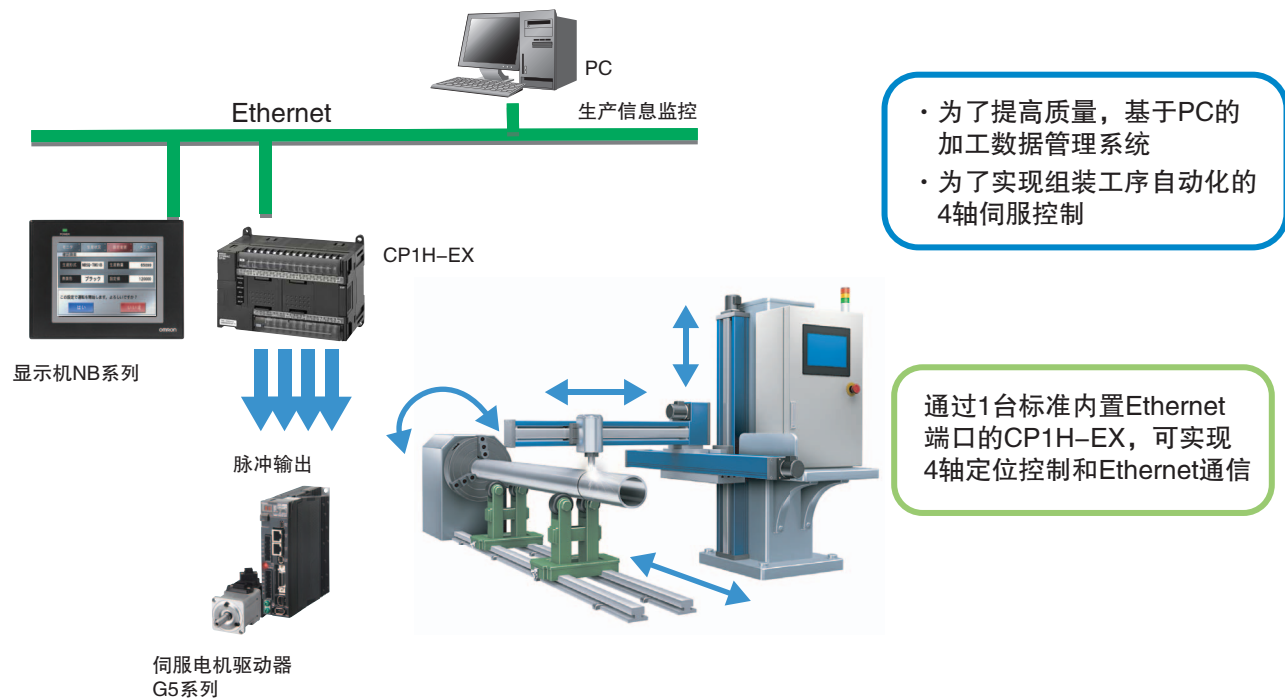 PC
Ethernet
生产信息监控
CP1H-EX
omron
显示机NB系列
脉冲输出
伺服电机驱动器
G5系列
・为了提高质量，基于PC的
加工数据管理系统
・为了实现组装工序自动化的
4轴伺服控制
通过1台标准内置Ethernet
端口的CP1H-EX，可实现
4轴定位控制和Ethernet通信